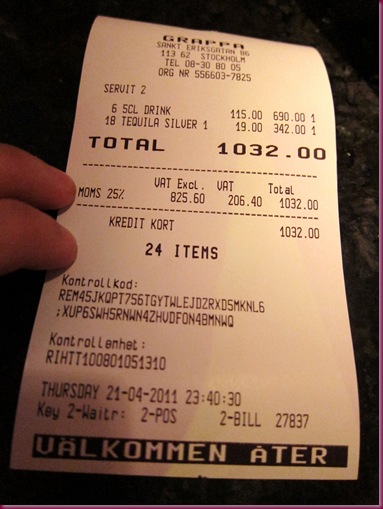 GRAPPA
SANKT ERIKSGATAN 86
113 62 STOCKHOLM
TEL 08-30 80 05
ORG NR 556603-7825
SERVIT 2
6 5CL DRINK 115.00 690.00 1
18 TEQUILA SILVER 1 19.00 342.00 1
TOTAL 1032.00
VAT Excl. VAT Total
MOMS 25% 825.60 206.40 1032.00
KREDIT KORT 1032.00
24 ITEMS
Kontrollkod:
REM45JKQPT7S6TGYTWLEJDZRXD5MKNL6
;XUP6SWH5RNWN4ZHVDFON4BMNWQ
Kontrollenhet:
RIHTT100801051310
THURSDAY 21-04-2011 23:40:30
Key 2-Waitr: 2-POS 2-BILL 27837
VÄLKOMMEN ÅTER